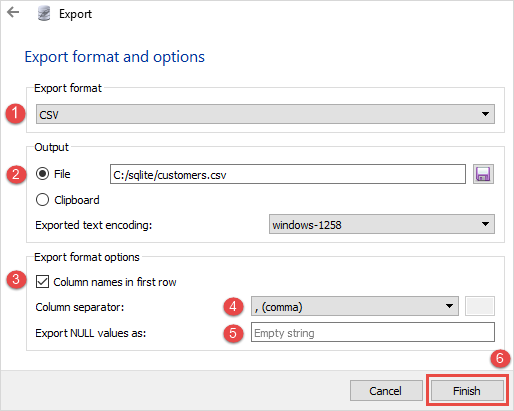 Export
Export format and options
Export format
1 CSV
Output
2 File C:/sqlite/customers.csv
Clipboard
Exported text encoding: windows-1258
Export format options
3 Column names in first row
Column separator: 4 , (comma)
Export NULL values as: 5 Empty string
6
Cancel Finish